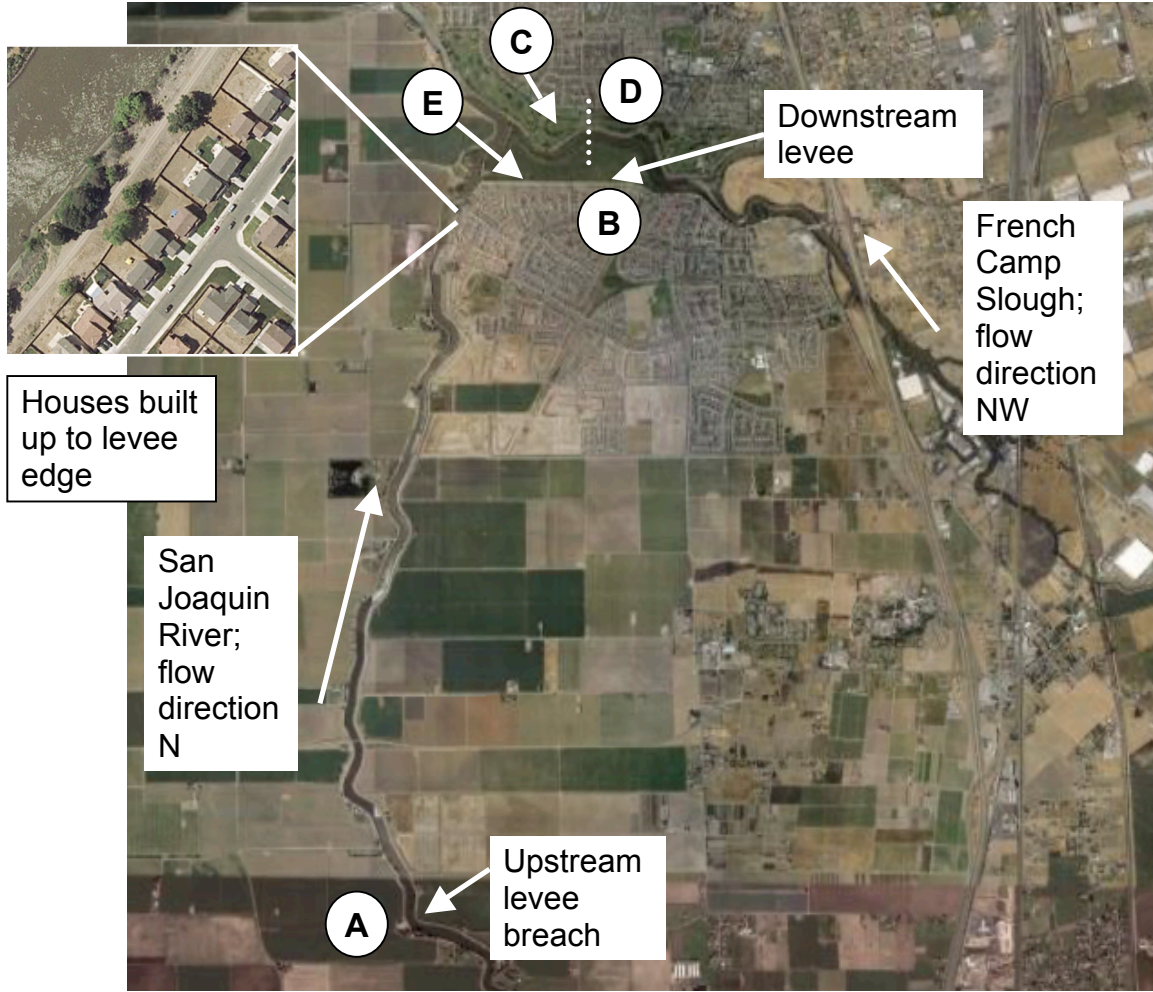 C
D
E
Downstream
levee
B
French
Camp
Slough;
flow
direction
NW
Houses built
up to levee
edge
San
Joaquin
River;
flow
direction
N
Upstream
levee
breach
A